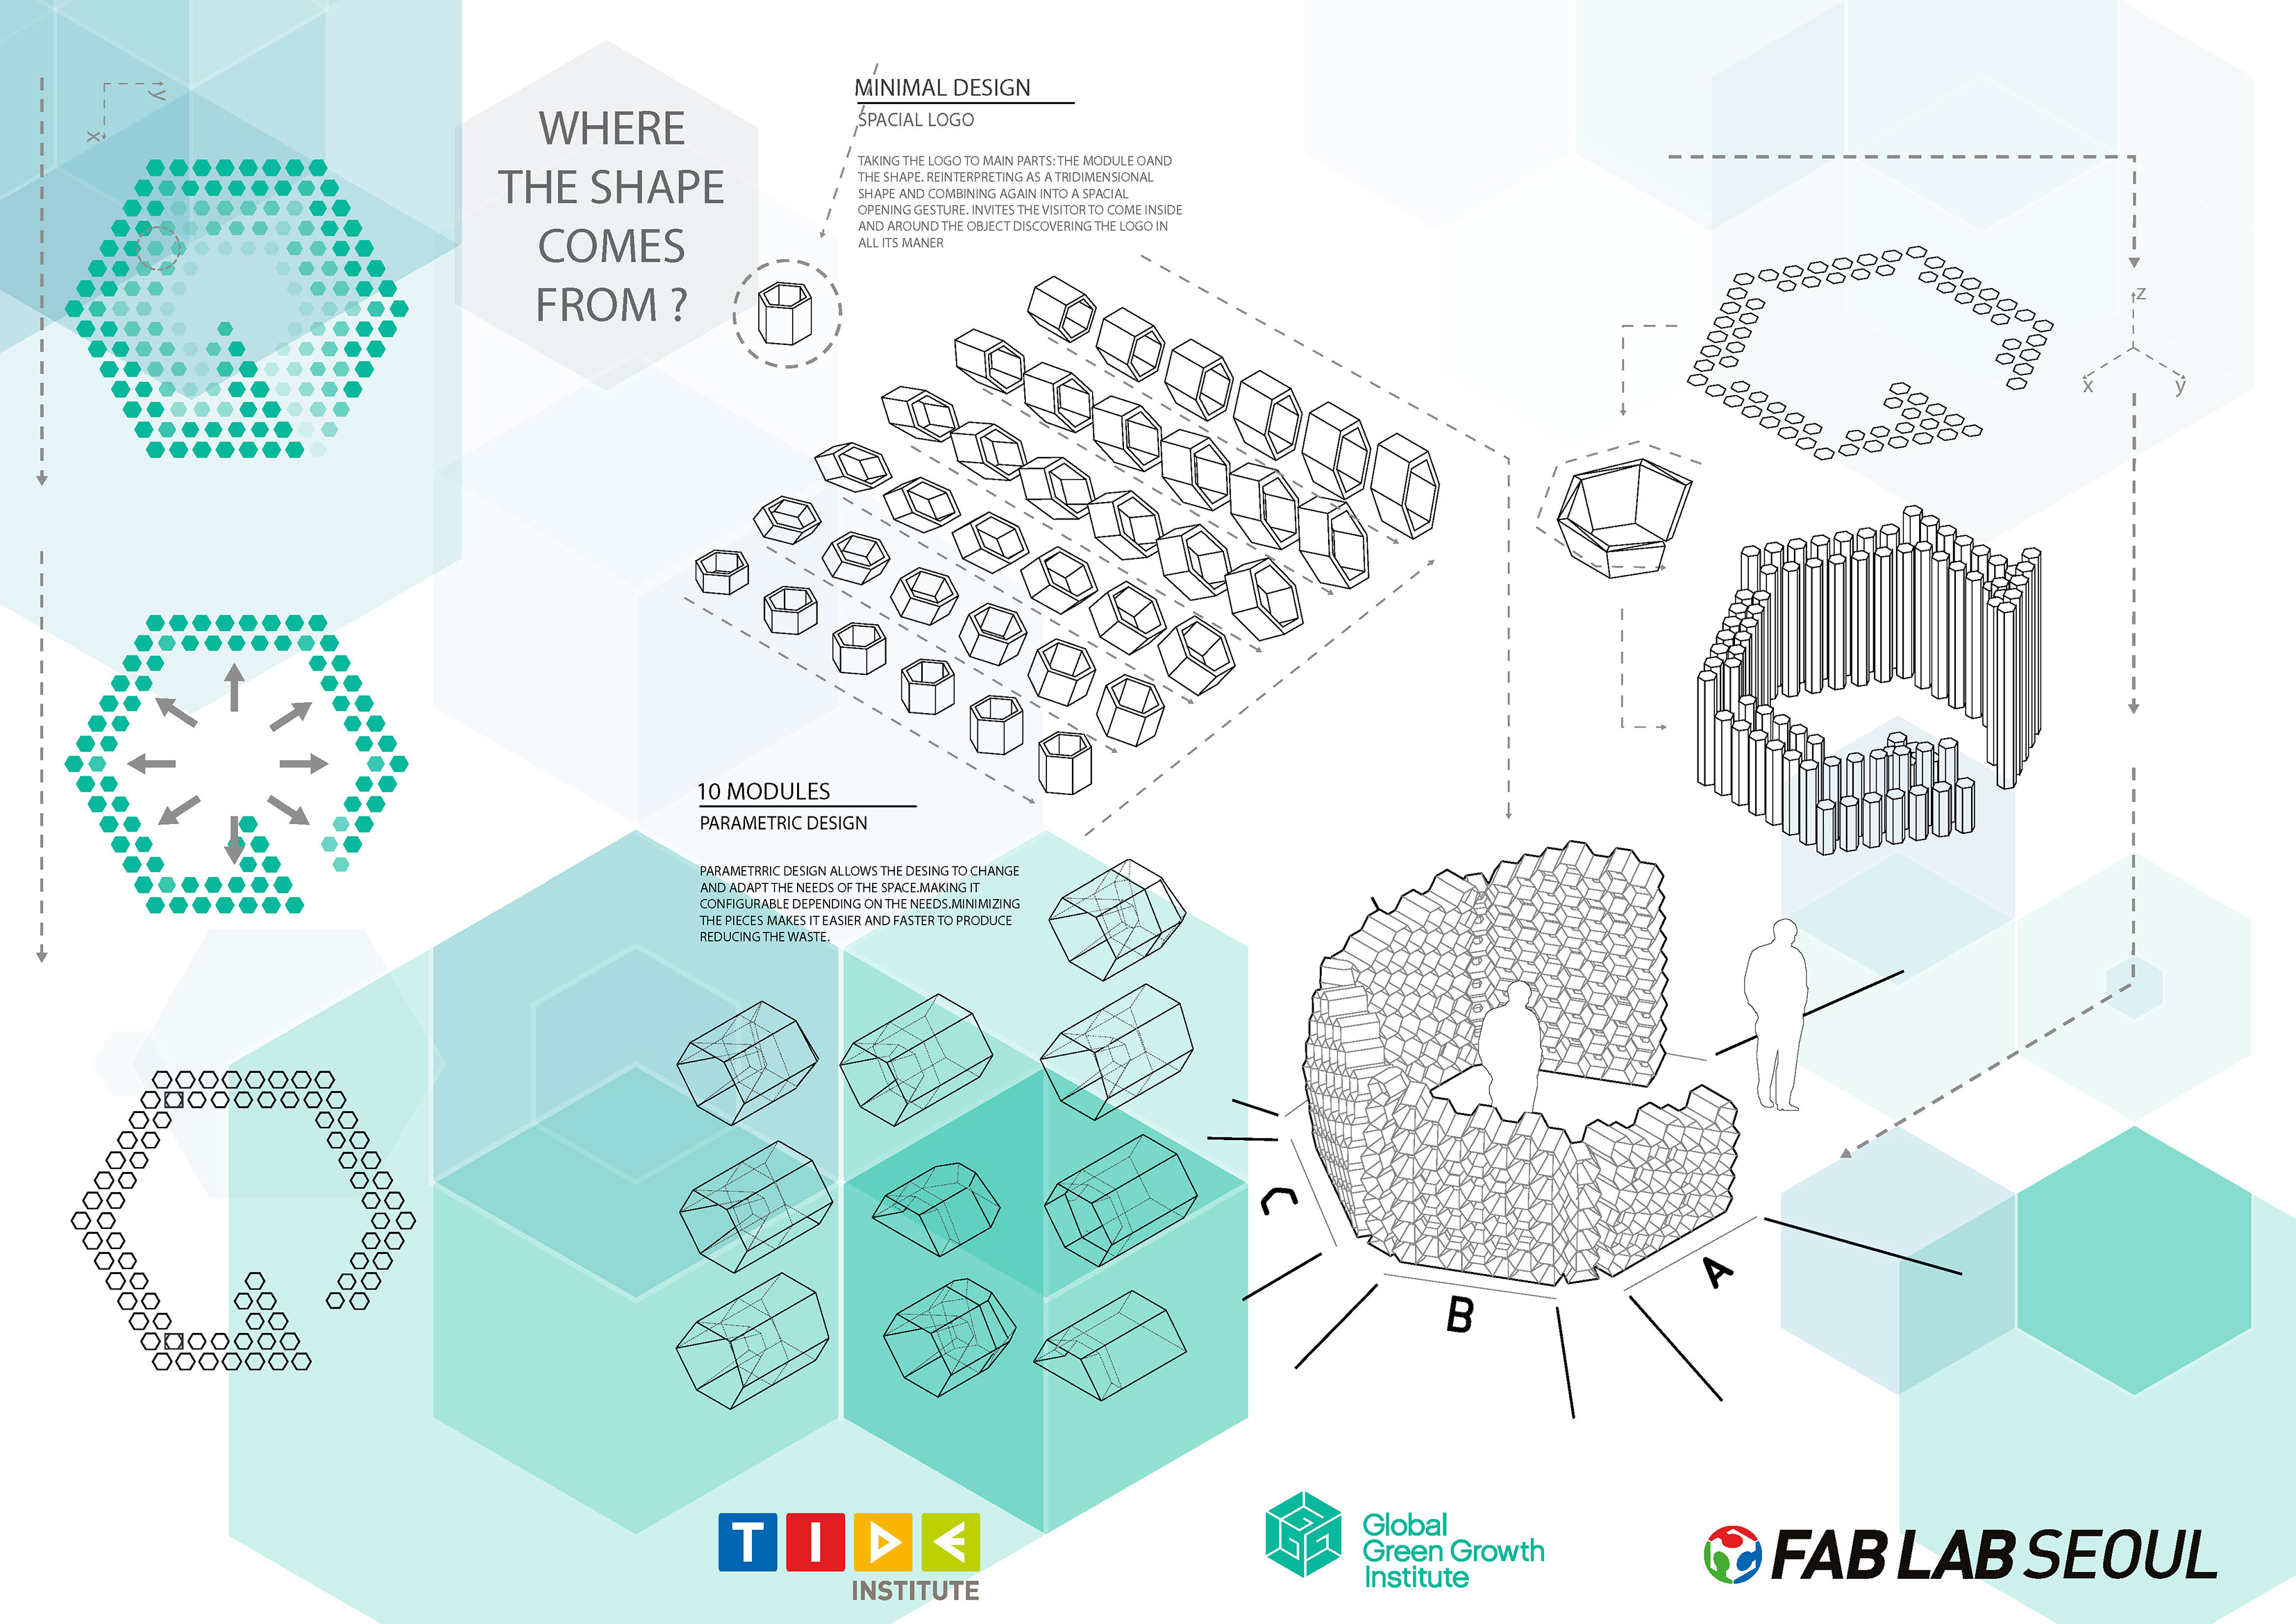 WHERE
THE SHAPE
COMES
FROM ?
MINIMAL DESIGN
SPACIAL LOGO
TAKING THE LOGO TO MAIN PARTS: THE MODULE OAND
THE SHAPE. REINTERPRETING AS A TRIDIMENSIONAL
SHAPE AND COMBINING AGAIN INTO A SPACIAL
OPENING GESTURE. INVITES THE VISITOR TO COME INSIDE
AND AROUND THE OBJECT DISCOVERING THE LOGO IN
ALL ITS MANER
y
x
z
x
y
10 MODULES
PARAMETRIC DESIGN
PARAMETRRIC DESIGN ALLOWS THE DESING TO CHANGE
AND ADAPT THE NEEDS OF THE SPACE.MAKING IT
CONFIGURABLE DEPENDING ON THE NEEDS.MINIMIZING
THE PIECES MAKES IT EASIER AND FASTER TO PRODUCE
REDUCING THE WASTE.
C
B
A
TIDE
INSTITUTE
GGGI
Global
Green Growth
Institute
FAB LAB SEOUL